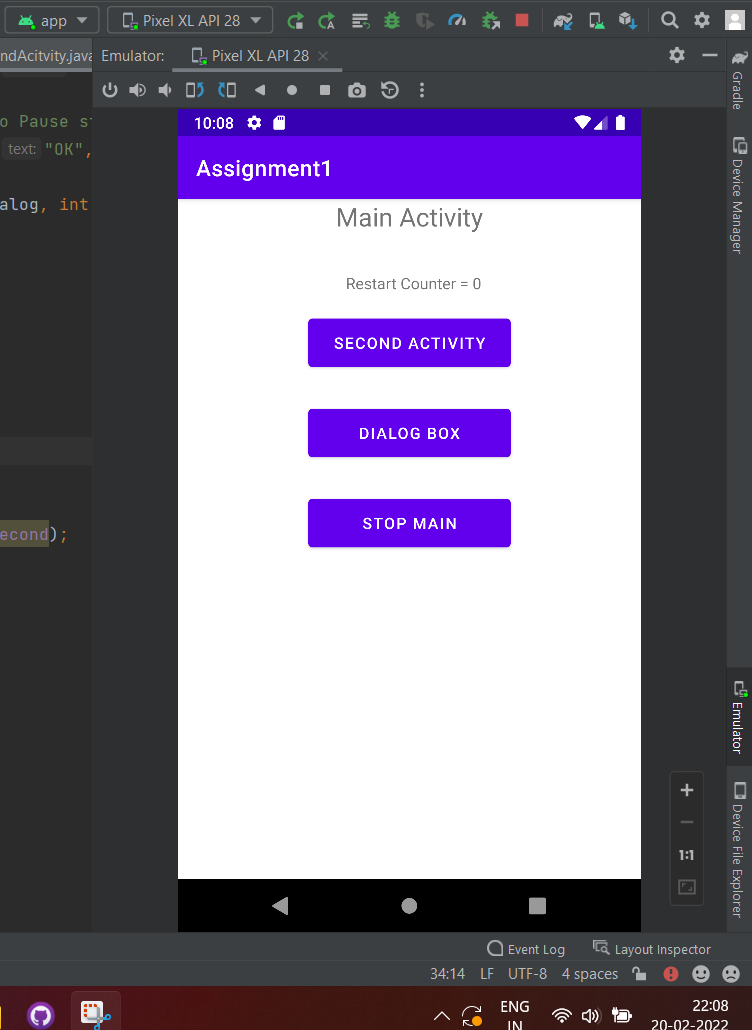 app
Pixel XL API 28
ndAcitvity.java
Emulator:
Pixel XL API 28
o Pause st
text: "OK",
alog, int
econd);
10:08
Assignment1
Main Activity
Restart Counter = 0
SECOND ACTIVITY
DIALOG BOX
STOP MAIN
Gradle
Device Manager
Emulator
Device File Explorer
1:1
Event Log
Layout Inspector
34:14 LF UTF-8 4 spaces
ENG
IN
22:08
20-02-2022